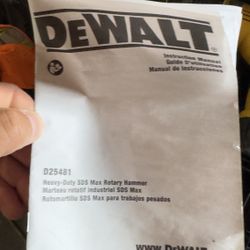 DEWALT®
Instruction Manual
Guide D'utilisation
Manual de instrucciones
D25481
Heavy-Duty SDS Max Rotary Hammer
Marteau rotatif industriel SDS Max
Rotomartillo SDS Max para trabajos pesados
www.DeWALT